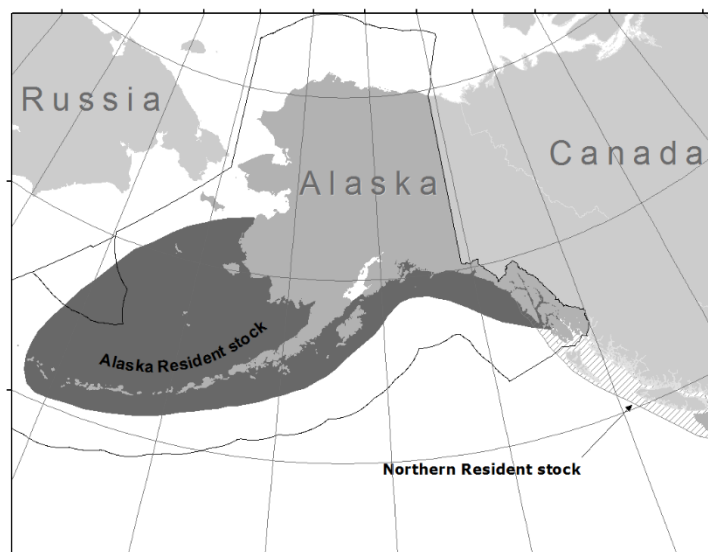 Russia
Alaska
Canada
Alaska Resident stock
Northern Resident stock